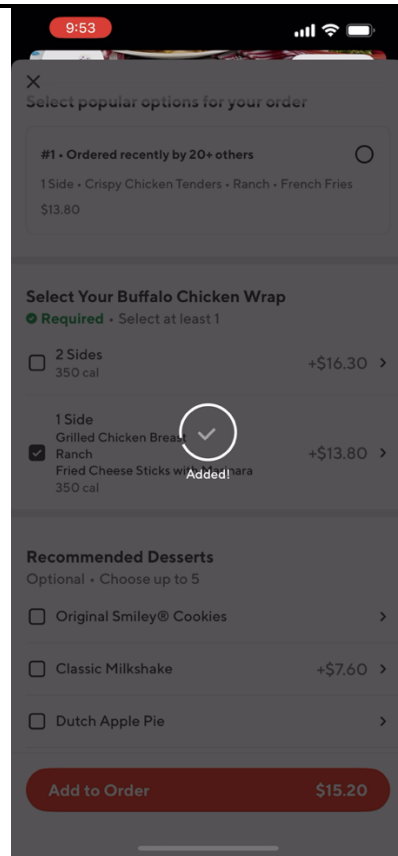 9:53
Select popular options for your order
#1 • Ordered recently by 20+ others
1 Side • Crispy Chicken Tenders • Ranch • French Fries
$13.80
Select Your Buffalo Chicken Wrap
Required • Select at least 1
2 Sides
350 cal
+$16.30
1 Side
Grilled Chicken Breast
Ranch
Fried Cheese Sticks with Marinara
350 cal
+$13.80
Added!
Recommended Desserts
Optional • Choose up to 5
Original Smiley® Cookies
Classic Milkshake
+$7.60
Dutch Apple Pie
Add to Order
$15.20